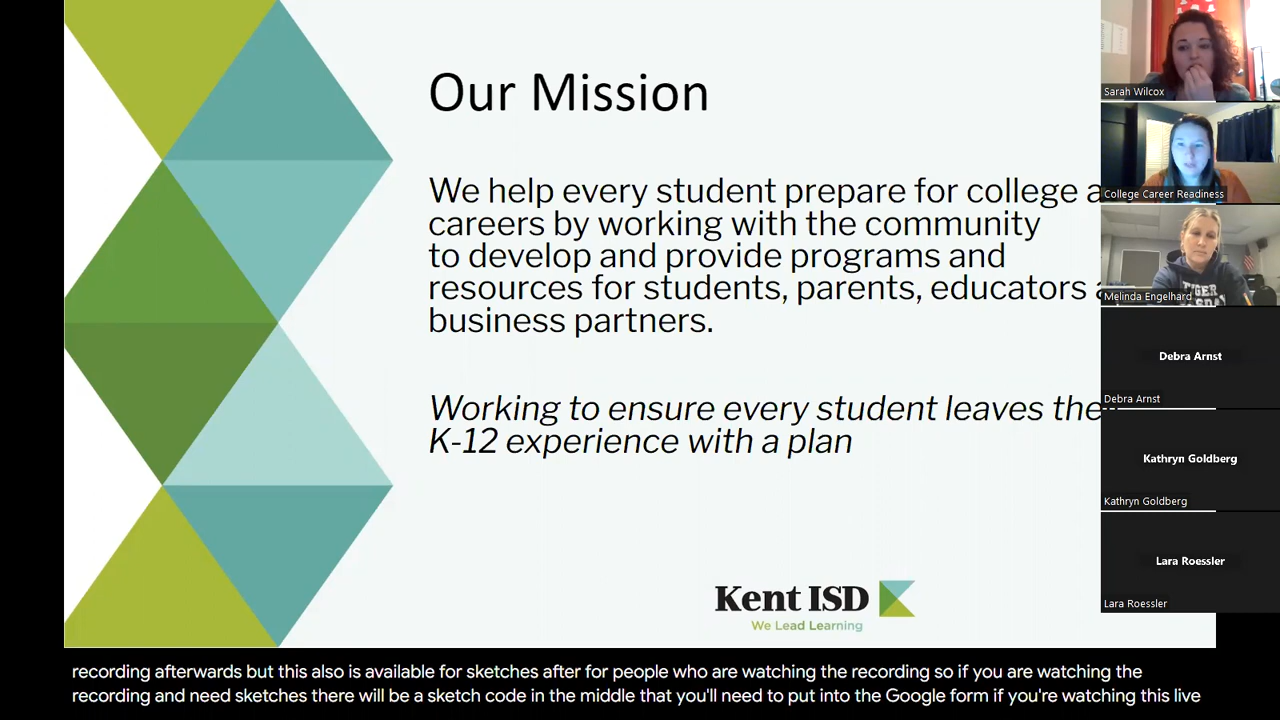 Our Mission
We help every student prepare for college a
careers by working with the community
to develop and provide programs and
resources for students, parents, educators
business partners.
Working to ensure every student leaves the
K-12 experience with a plan
Kent ISD
We Lead Learning
Sarah Wilcox
College Career Readiness
TIGER
Melinda Engelhard
Debra Arnst
Debra Arnst
Kathryn Goldberg
Kathryn Goldberg
Lara Roessler
Lara Roessler
recording afterwards but this also is available for sketches after for people who are watching the recording so if you are watching the
recording and need sketches there will be a sketch code in the middle that you'll need to put into the Google form if you're watching this live